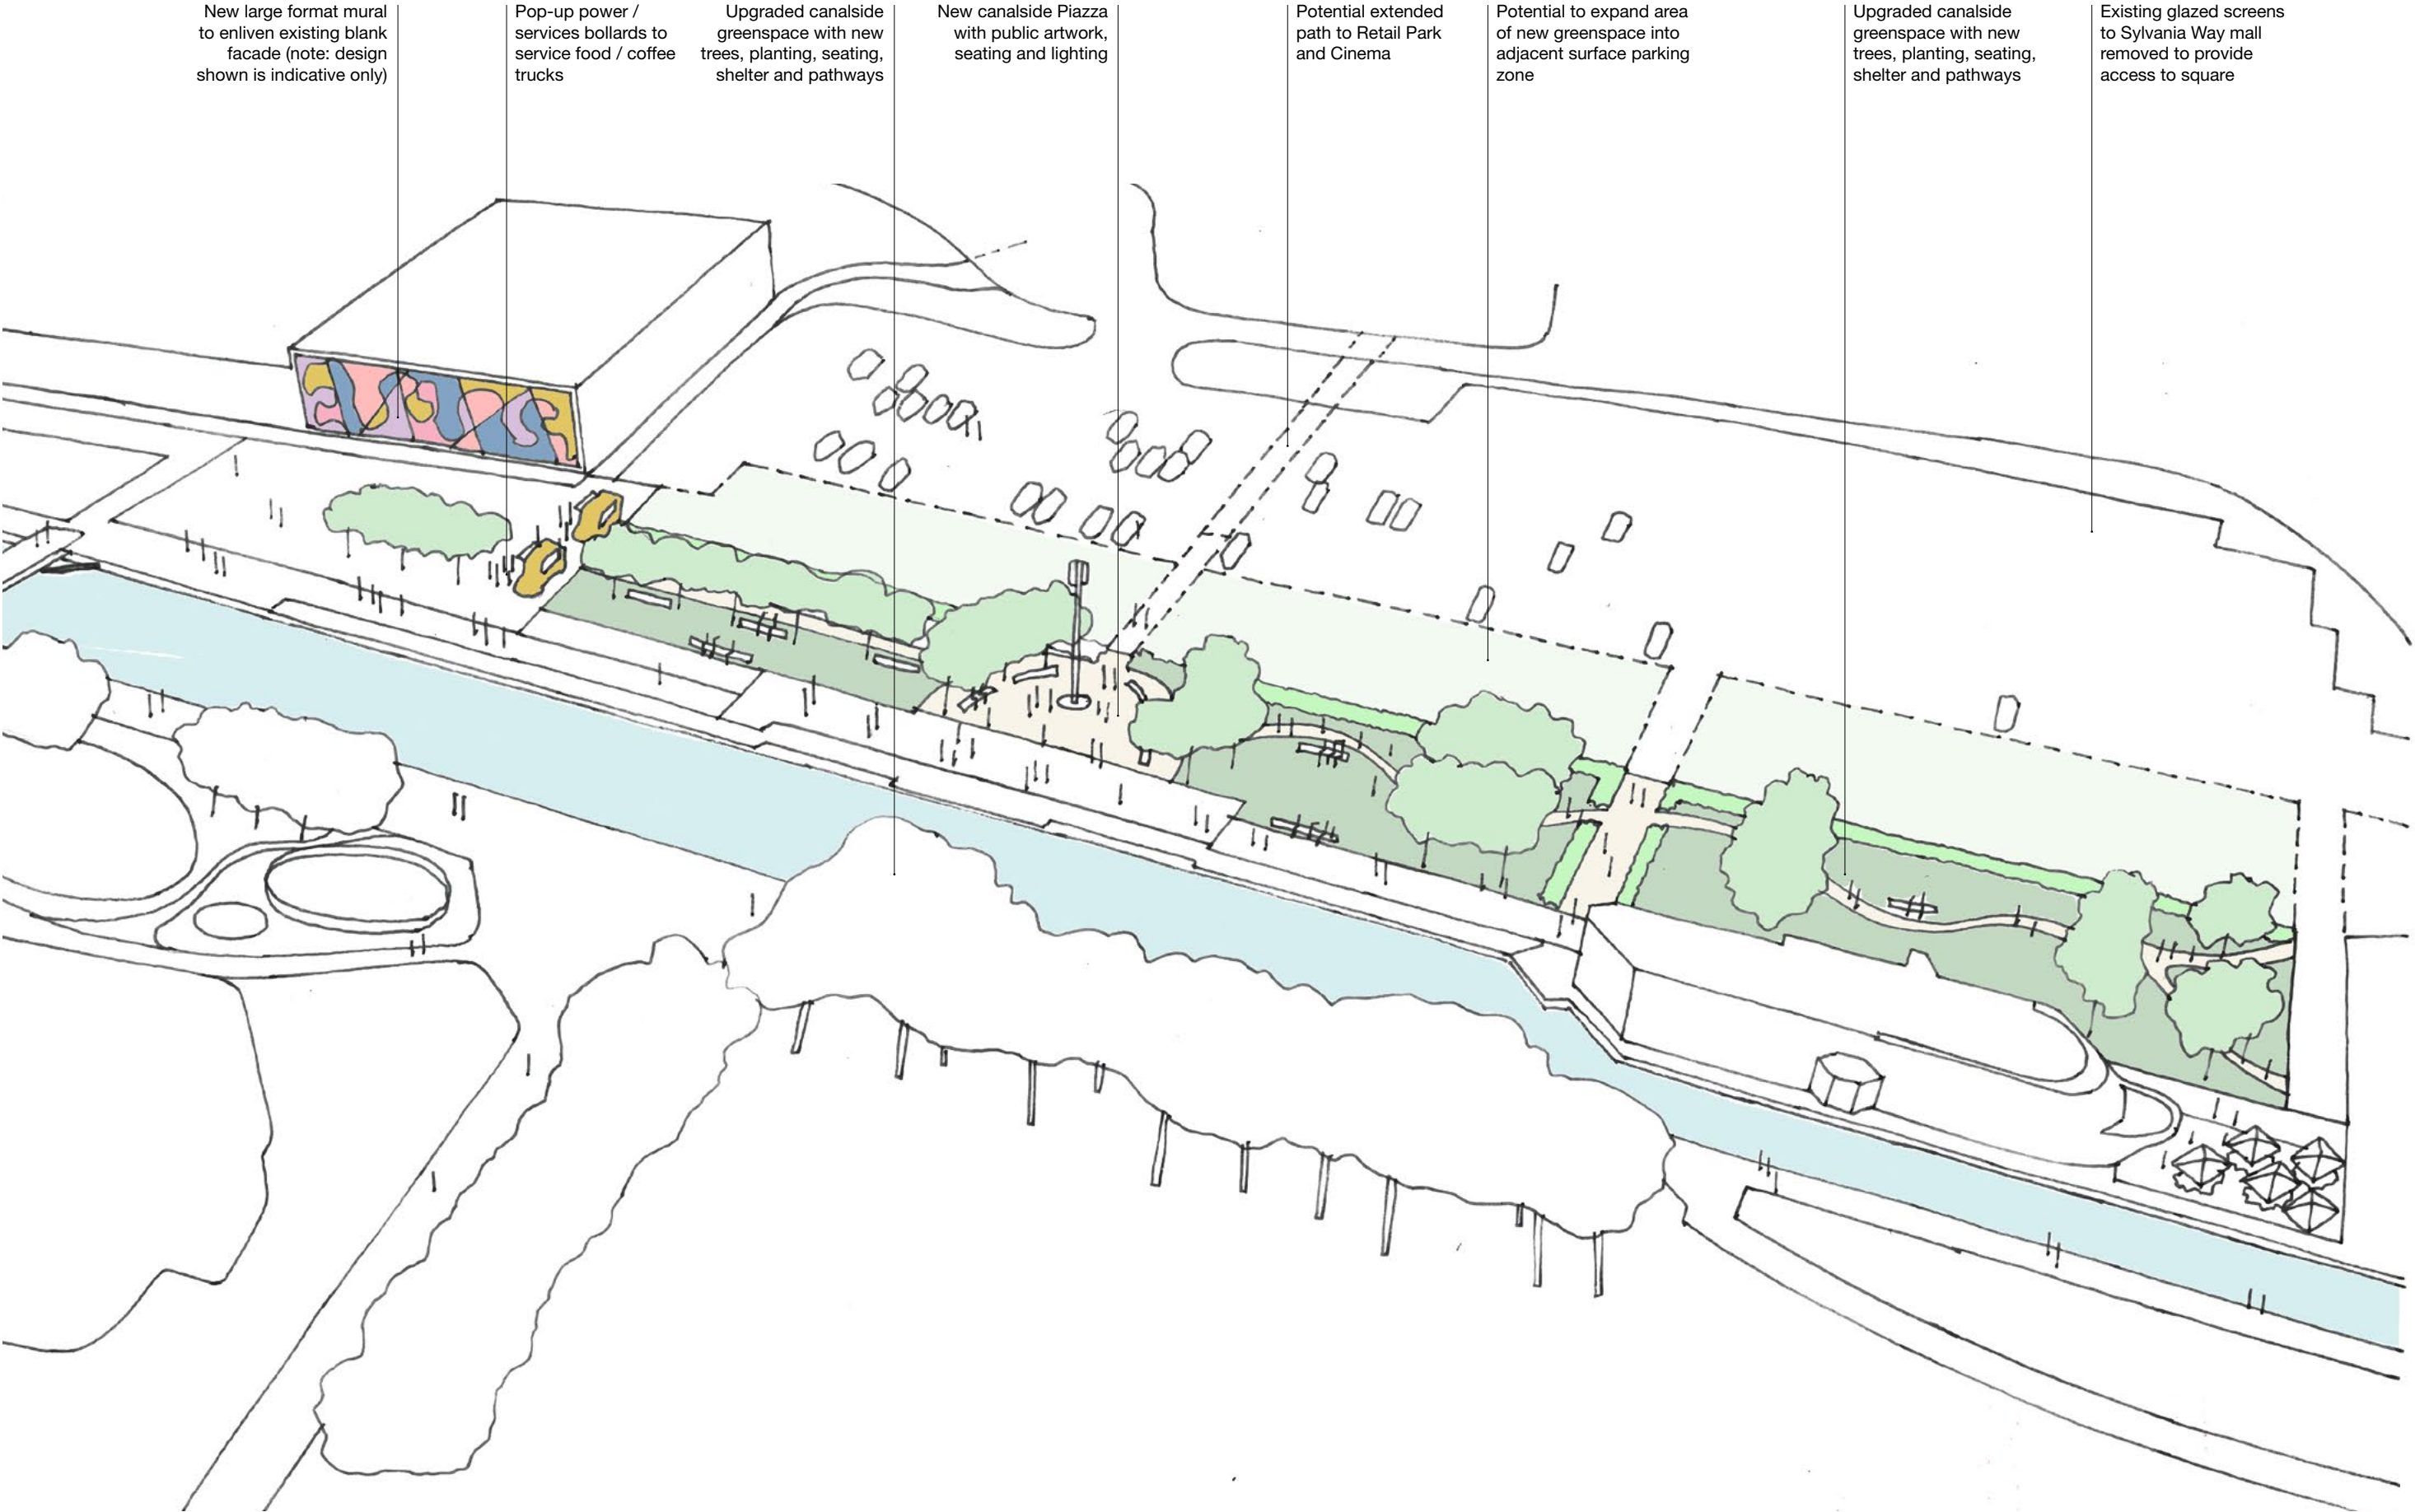 New large format mural
to enliven existing blank
facade (note: design
shown is indicative only)
Pop-up power /
services bollards to
service food / coffee
trucks
Upgraded canalside
greenspace with new
trees, planting, seating,
shelter and pathways
New canalside Piazza
with public artwork,
seating and lighting
Potential extended
path to Retail Park
and Cinema
Potential to expand area
of new greenspace into
adjacent surface parking
zone
Upgraded canalside
greenspace with new
trees, planting, seating,
shelter and pathways
Existing glazed screens
to Sylvania Way mall
removed to provide
access to square